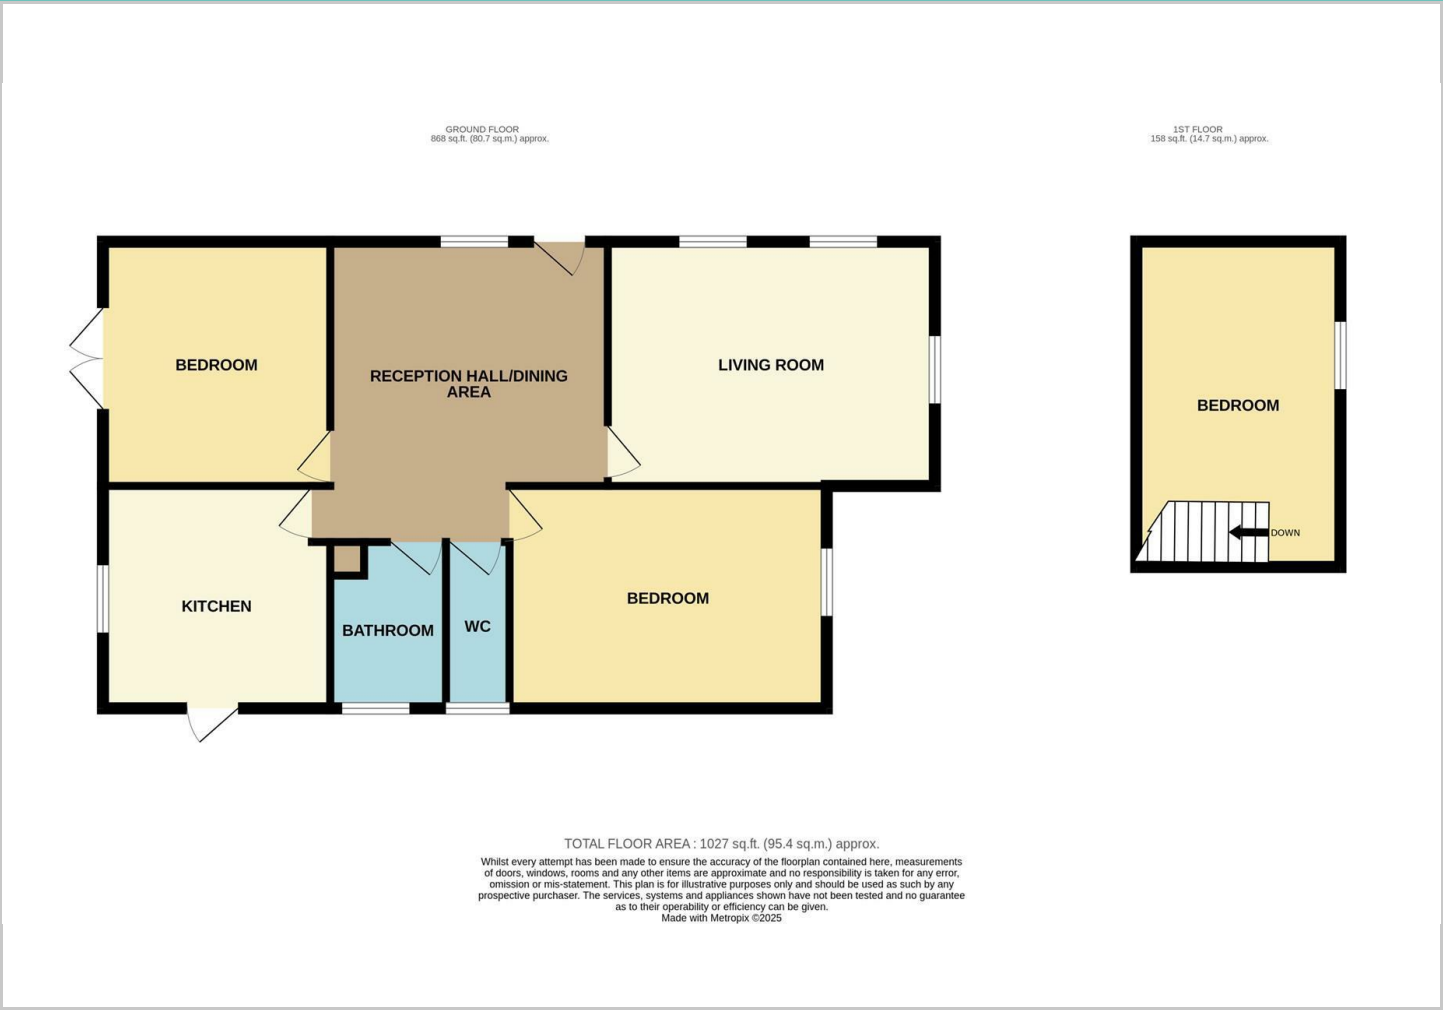 GROUND FLOOR
868 sq.ft. (80.7 sq.m.) approx.
1ST FLOOR
158 sq.ft. (14.7 sq.m.) approx.
BEDROOM
RECEPTION HALL/DINING
AREA
LIVING ROOM
BEDROOM
DOWN
KITCHEN
BATHROOM
WC
BEDROOM
TOTAL FLOOR AREA : 1027 sq.ft. (95.4 sq.m.) approx.
Whilst every attempt has been made to ensure the accuracy of the floorplan contained here, measurements
of doors, windows, rooms and any other items are approximate and no responsibility is taken for any error,
omission or mis-statement. This plan is for illustrative purposes only and should be used as such by any
prospective purchaser. The services, systems and appliances shown have not been tested and no guarantee
as to their operability or efficiency can be given.
Made with Metropix ©2025